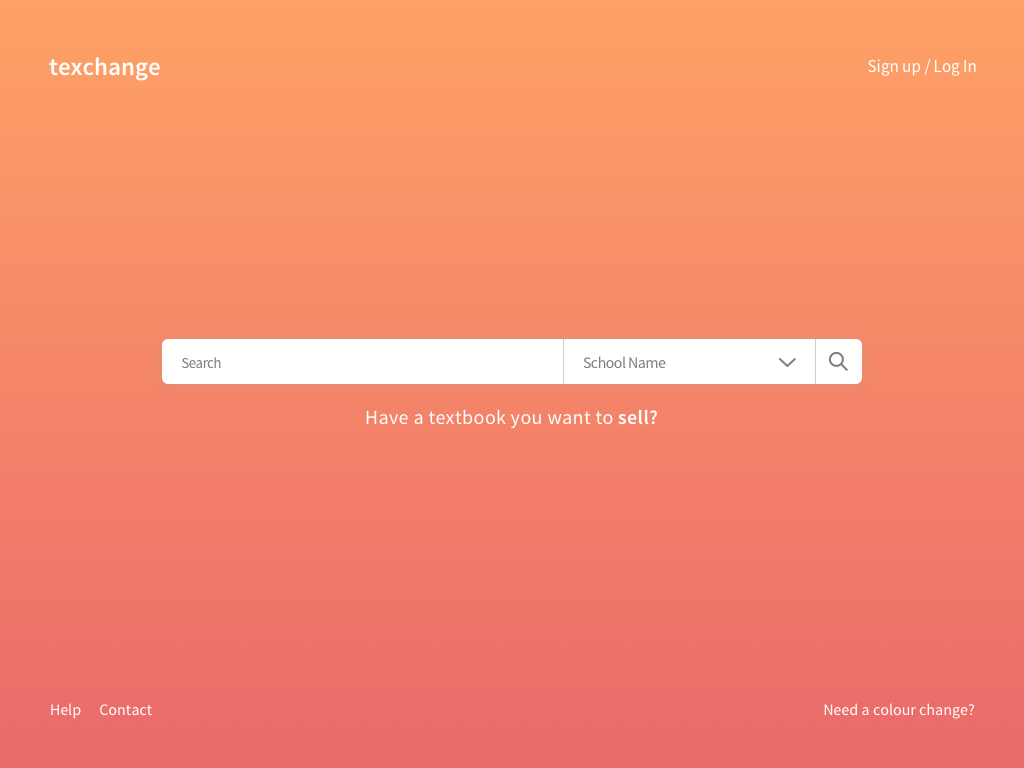 texchange
Sign up / Log In
Search
School Name
Have a textbook you want to sell?
Help
Contact
Need a colour change?